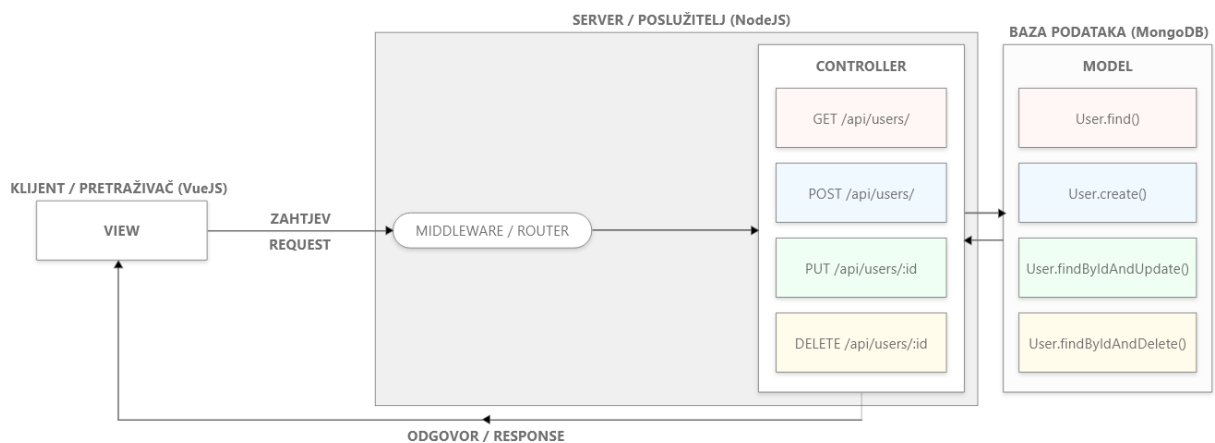 SERVER / POSLUŽITELJ (NodeJS)
BAZA PODATAKA (MongoDB)
CONTROLLER
MODEL
GET /api/users/
User.find()
POST /api/users/
User.create()
PUT /api/users/:id
User.findByIdAndUpdate()
DELETE /api/users/:id
User.findByIdAndDelete()
KLIJENT / PRETRAŽIVAČ (VueJS)
VIEW
ZAHTJEV
REQUEST
MIDDLEWARE / ROUTER
ODGOVOR / RESPONSE